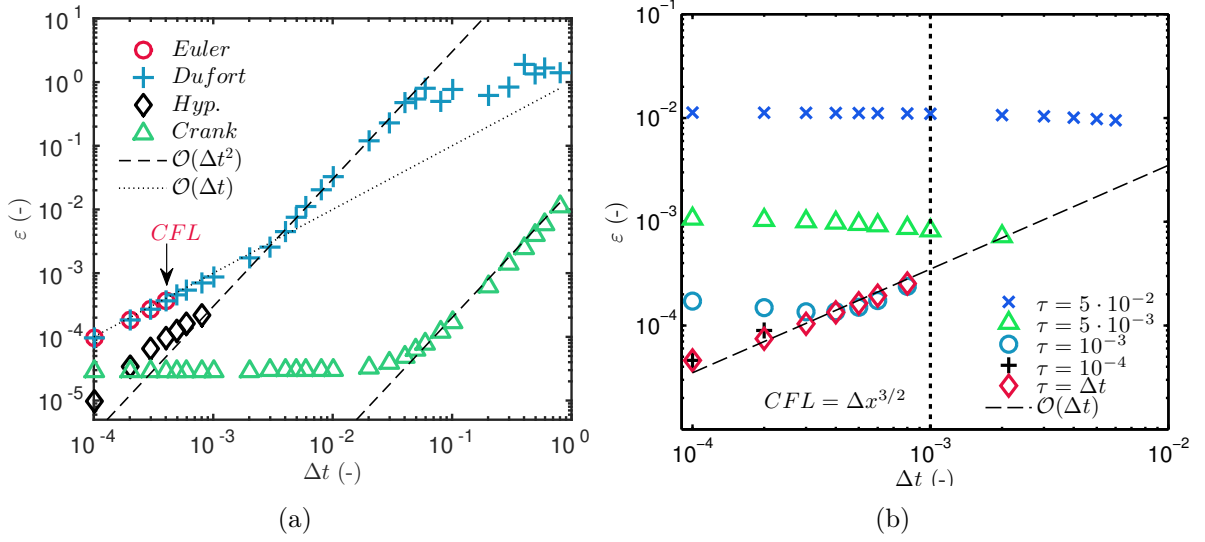 (a)
ε (-)
10^1
10^0
10^{-1}
10^{-2}
10^{-3}
10^{-4}
10^{-5}
Euler
Dufort
Hyp.
Crank
O(Δt^2)
O(Δt)
CFL
10^{-4}
10^{-3}
10^{-2}
10^{-1}
10^0
Δt (-)
(a)
(b)
10^{-1}
10^{-2}
10^{-3}
10^{-4}
ε (-)
τ = 5 · 10^{-2}
τ = 5 · 10^{-3}
τ = 10^{-3}
τ = 10^{-4}
τ = Δt
O(Δt)
CFL = Δx^{3/2}
10^{-4}
10^{-3}
10^{-2}
Δt (-)
(b)